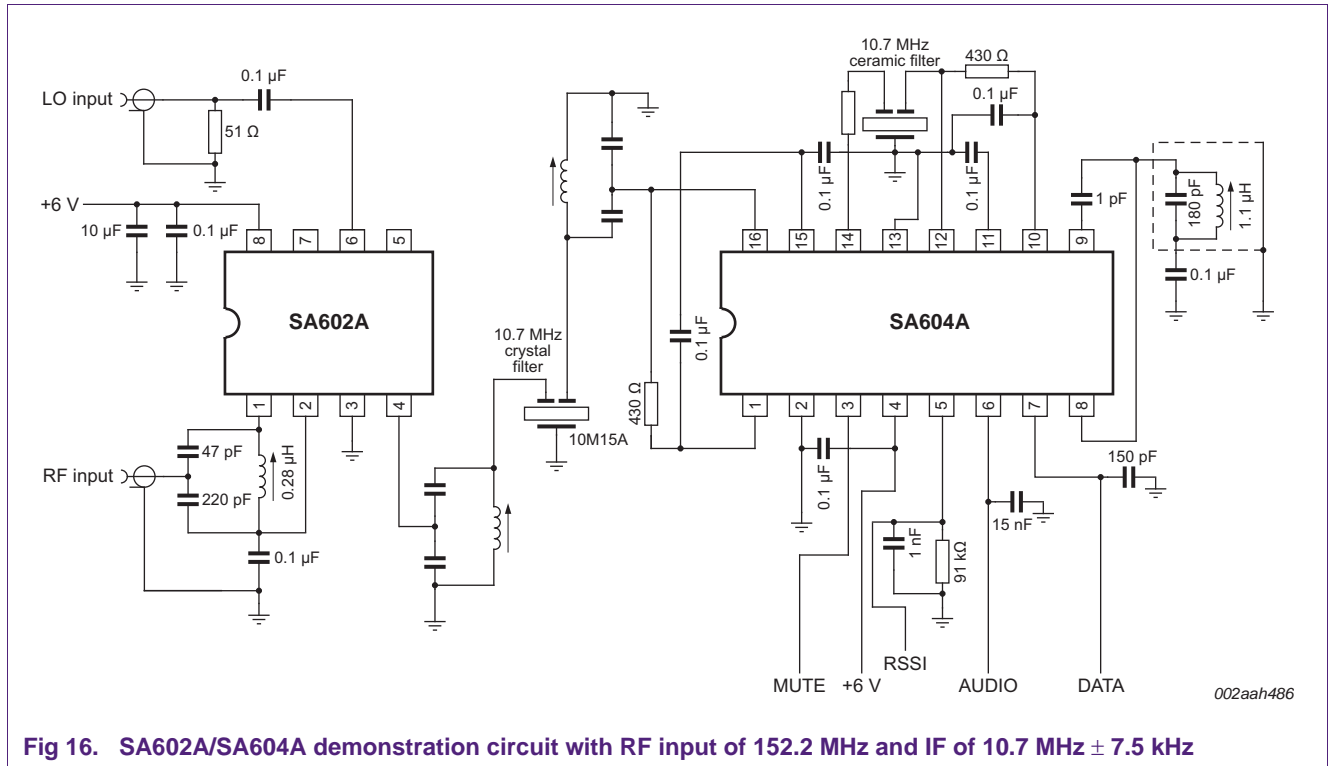 10.7 MHz
ceramic filter
430 Ω
0.1 µF
LO input
0.1 µF
51 Ω
+6 V
10 µF
0.1 µF
8
7
6
5
SA602A
1
2
3
4
47 pF
RF input
220 pF
0.28 µH
0.1 µF
10.7 MHz
crystal
filter
10M15A
430 Ω
0.1 µF
0.1 µF
0.1 µF
1 pF
180 pF
1.1 µH
0.1 µF
16
15
14
13
12
11
10
9
SA604A
1
2
3
4
5
6
7
8
0.1 µF
1 nF
91 kΩ
15 nF
150 pF
RSSI
MUTE
+6 V
AUDIO
DATA
002aah486
Fig 16. SA602A/SA604A demonstration circuit with RF input of 152.2 MHz and IF of 10.7 MHz ± 7.5 kHz